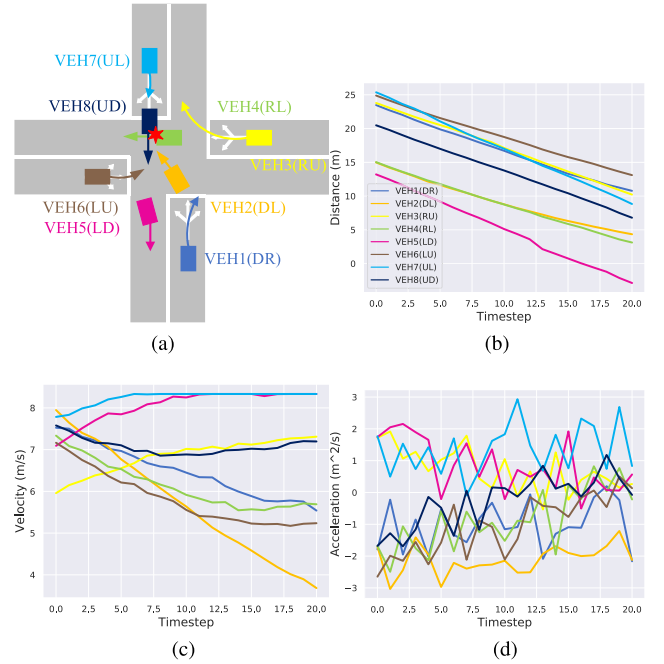 VEH7(UL)
VEH8(UD)
VEH4(RL)
VEH3(RU)
VEH6(LU)
VEH2(DL)
VEH5(LD)
VEH1(DR)
(a)
Distance (m)
25
20
15
10
5
0
VEH1(DR)
VEH2(DL)
VEH3(RU)
VEH4(RL)
VEH5(LD)
VEH6(LU)
VEH7(UL)
VEH8(UD)
0.0 2.5 5.0 7.5 10.0 12.5 15.0 17.5 20.0
Timestep
(b)
Velocity (m/s)
8
7
6
5
4
0,0 2,5 5,0 7,5 10,0 12,5 15,0 17,5 20,0
Timestep
(c)
Acceleration (m^2/s)
3
2
1
0
−1
−2
−3
0,0 2,5 5,0 7,5 10,0 12,5 15,0 17,5 20,0
Timestep
(d)